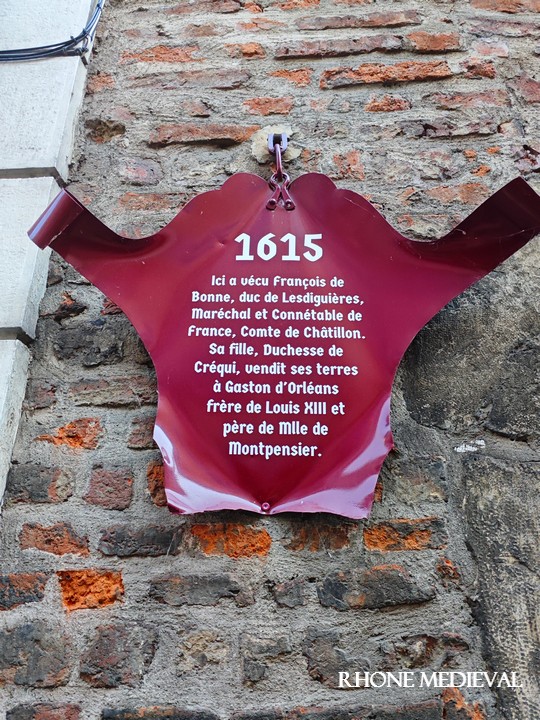 1615
Ici a vécu François de
Bonne, duc de Lesdiguières,
Maréchal et Connétable de
France, Comte de Châtillon.
Sa fille, Duchesse de
Créqui, vendit ses terres
à Gaston d'Orléans
frère de Louis XIII et
père de Mlle de
Montpensier.
RHONE MEDIEVAL